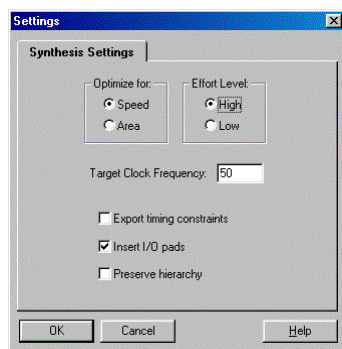 Settings
Synthesis Settings
Optimize for: Effort Level:
Speed High
Area Low
Target Clock Frequency: 50
Export timing constraints
Insert I/O pads
Preserve hierarchy
OK Cancel Help